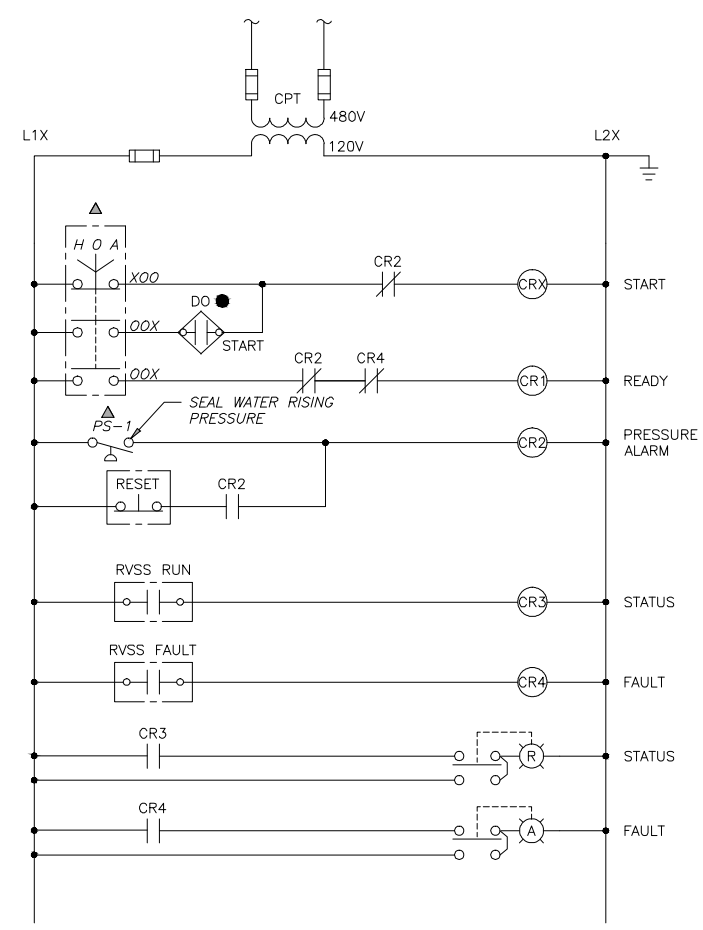 CPT
480V
L1X
L2X
120V
H O A
XOO
CR2
CRX
START
DO
OOX
START
CR2
CR4
OOX
CR1
READY
SEAL WATER RISING
PRESSURE
PS-1
CR2
PRESSURE
ALARM
RESET
CR2
RVSS RUN
CR3
STATUS
RVSS FAULT
CR4
FAULT
CR3
R
STATUS
CR4
A
FAULT